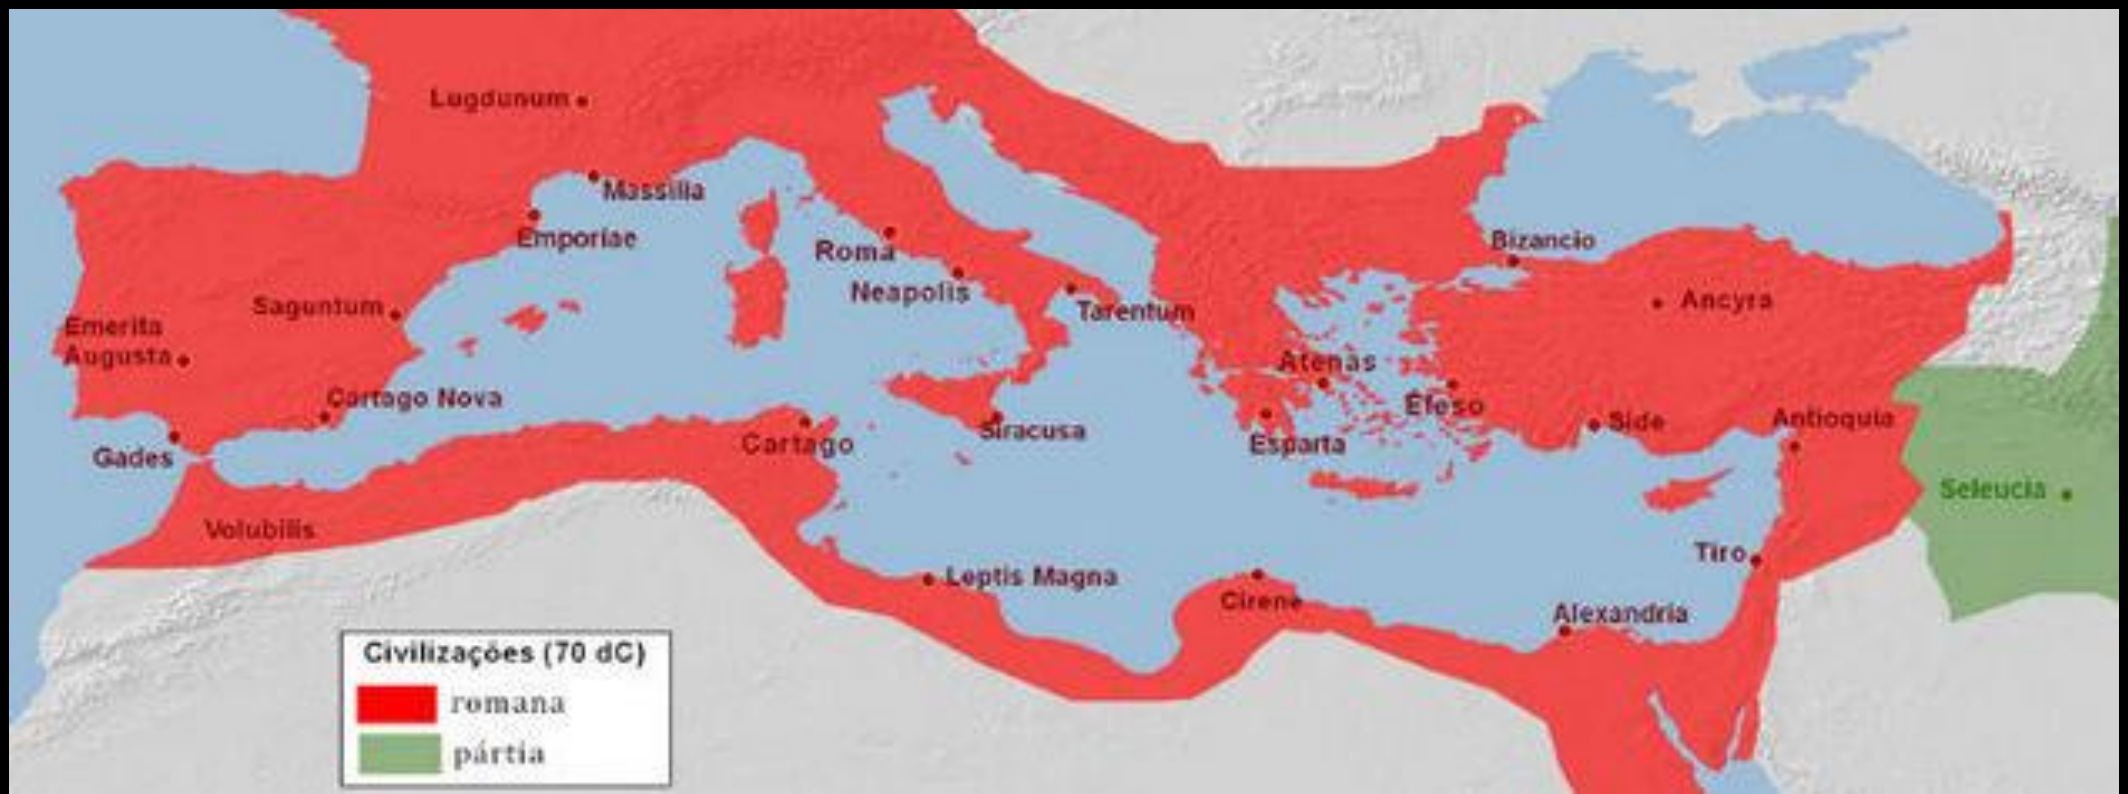 Lugdunum
Massilia
Emporiae
Roma
Neapolis
Tarentum
Bizancio
Ancyra
Saguntum
Emerita
Augusta
Cartago Nova
Gades
Cartago
Siracusa
Atenas
Éfeso
Esparta
Side
Antioquia
Seleucia
Volubilis
Leptis Magna
Cirene
Tiro
Alexandria
Civilizações (70 dC)
romana
pártia